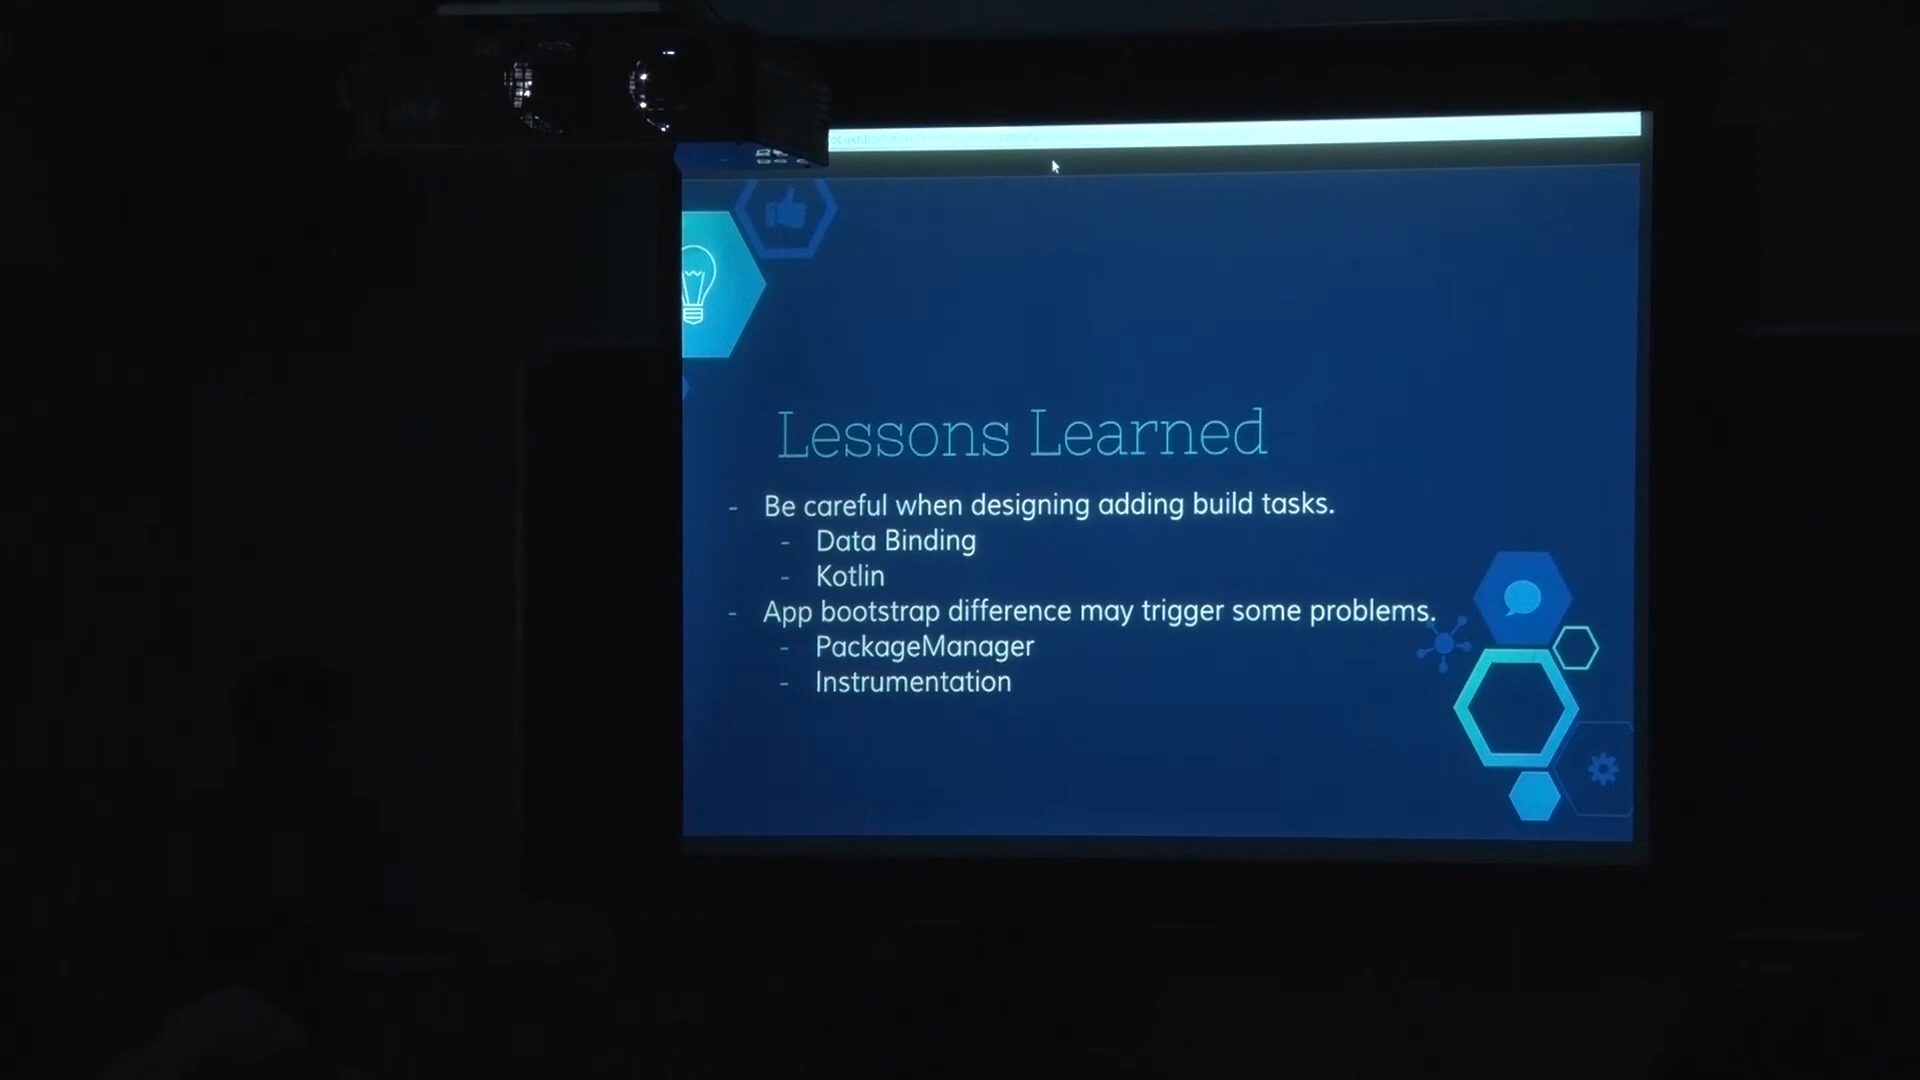 Lessons Learned
- Be careful when designing adding build tasks.
- Data Binding
- Kotlin
- App bootstrap difference may trigger some problems.
- PackageManager
- Instrumentation